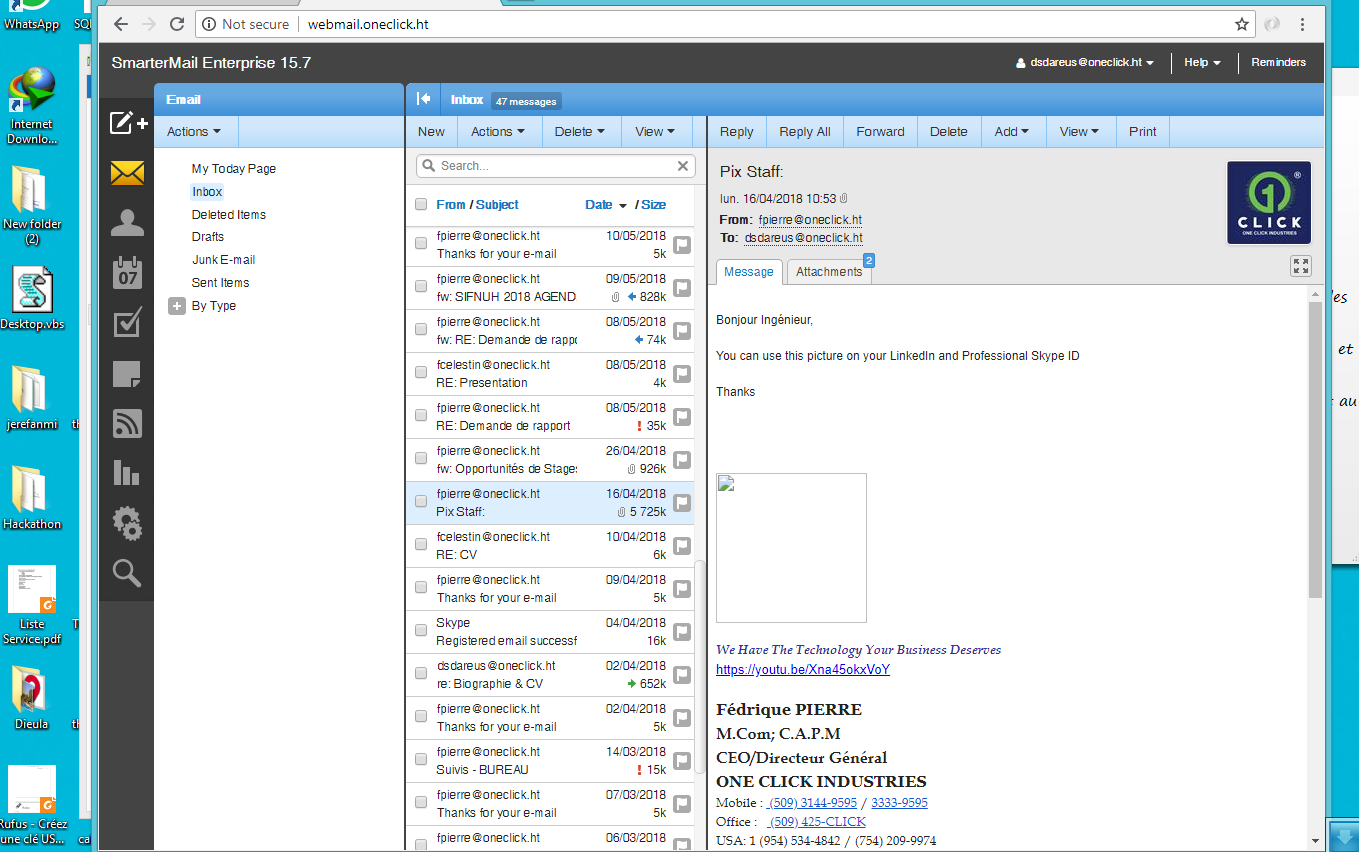 WhatsApp
SQ
Internet
Downlo...
New folder
(2)
Desktop.vbs
jerefanmi
th
Hackathon
Liste
Service.pdf
T
Dieula
th
Rufus - Créez
une clé US...
ca
Not secure
webmail.oneclick.ht
SmarterMail Enterprise 15.7
dsdareus@oneclick.ht
Help
Reminders
Email
Inbox 47 messages
Actions
New
Actions
Delete
View
Reply
Reply All
Forward
Delete
Add
View
Print
07
My Today Page
Inbox
Deleted Items
Drafts
Junk E-mail
Sent Items
By Type
Search...
From / Subject
Date / Size
fpierre@oneclick.ht 10/05/2018
Thanks for your e-mail 5k
fpierre@oneclick.ht 09/05/2018
fw: SIFNUH 2018 AGEND 828k
fpierre@oneclick.ht 08/05/2018
fw: RE: Demande de rappo 74k
fcelestin@oneclick.ht 08/05/2018
RE: Presentation 4k
fpierre@oneclick.ht 08/05/2018
RE: Demande de rapport ! 35k
fpierre@oneclick.ht 26/04/2018
fw: Opportunités de Stages 926k
fpierre@oneclick.ht 16/04/2018
Pix Staff: 5 725k
fcelestin@oneclick.ht 10/04/2018
RE: CV 6k
fpierre@oneclick.ht 09/04/2018
Thanks for your e-mail 5k
Skype 04/04/2018
Registered email successf 16k
dsdareus@oneclick.ht 02/04/2018
re: Biographie & CV 652k
fpierre@oneclick.ht 02/04/2018
Thanks for your e-mail 5k
fpierre@oneclick.ht 14/03/2018
Suivis - BUREAU ! 15k
fpierre@oneclick.ht 07/03/2018
Thanks for your e-mail 5k
fpierre@oneclick.ht 06/03/2018
Pix Staff:
lun. 16/04/2018 10:53
From: fpierre@oneclick.ht
To: dsdareus@oneclick.ht
1
®
CLICK
ONE CLICK INDUSTRIES
Message
Attachments
2
Bonjour Ingénieur,
You can use this picture on your LinkedIn and Professional Skype ID
Thanks
We Have The Technology Your Business Deserves
https://youtu.be/Xna45okxVoY
Fédrique PIERRE
M.Com; C.A.P.M
CEO/Directeur Général
ONE CLICK INDUSTRIES
Mobile : (509) 3144-9595 / 3333-9595
Office : (509) 425-CLICK
USA: 1 (954) 534-4842 / (754) 209-9974
les
et
au